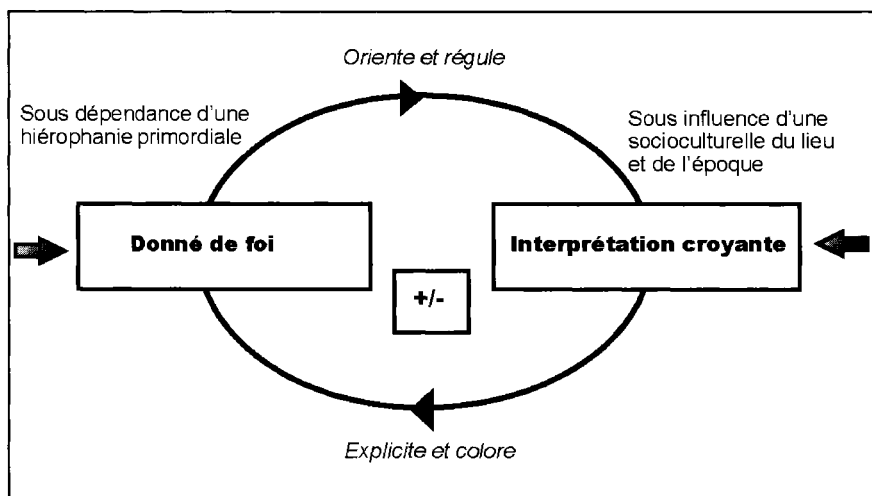 Oriente et régule
Sous dépendance d'une
hiérophanie primordiale
Sous influence d'une
socioculturelle du lieu
et de l'époque
Donné de foi
Interprétation croyante
+/-
Explicite et colore